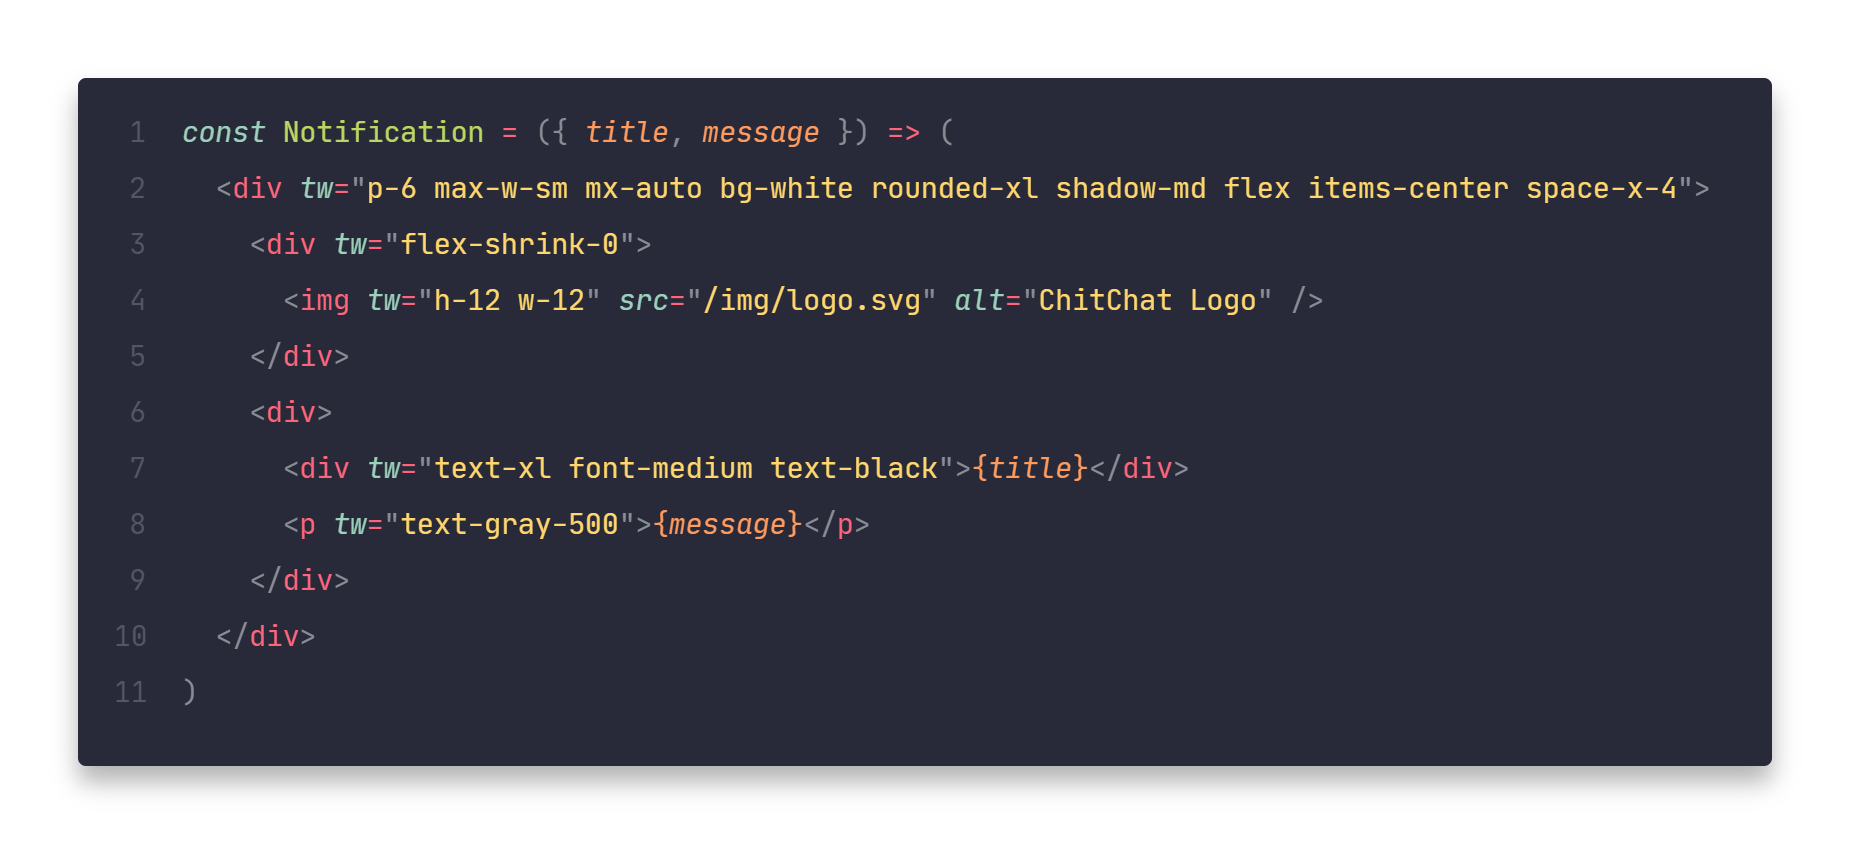 1 const Notification = ({ title, message }) => (
2   <div tw="p-6 max-w-sm mx-auto bg-white rounded-xl shadow-md flex items-center space-x-4">
3     <div tw="flex-shrink-0">
4       <img tw="h-12 w-12" src="/img/logo.svg" alt="ChitChat Logo" />
5     </div>
6     <div>
7       <div tw="text-xl font-medium text-black">{title}</div>
8       <p tw="text-gray-500">{message}</p>
9     </div>
10   </div>
11 )